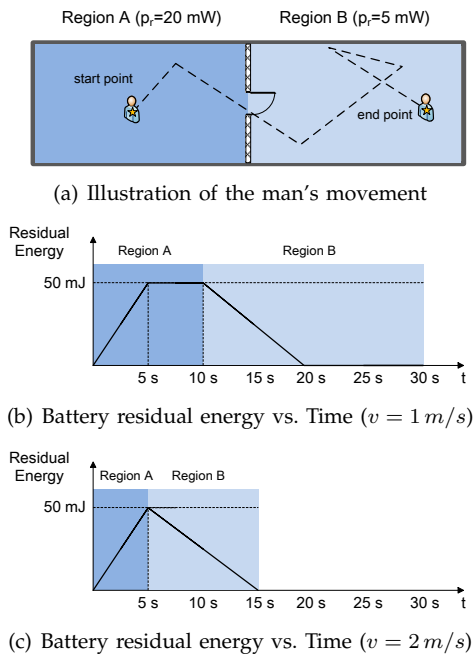 Region A (pᵣ=20 mW) Region B (pᵣ=5 mW)
start point
end point
(a) Illustration of the man's movement
Residual
Energy
Region A Region B
50 mJ
5 s 10 s 15 s 20 s 25 s 30 s t
(b) Battery residual energy vs. Time (v = 1 m/s)
Residual
Energy
Region A Region B
50 mJ
5 s 10 s 15 s 20 s 25 s 30 s t
(c) Battery residual energy vs. Time (v = 2 m/s)